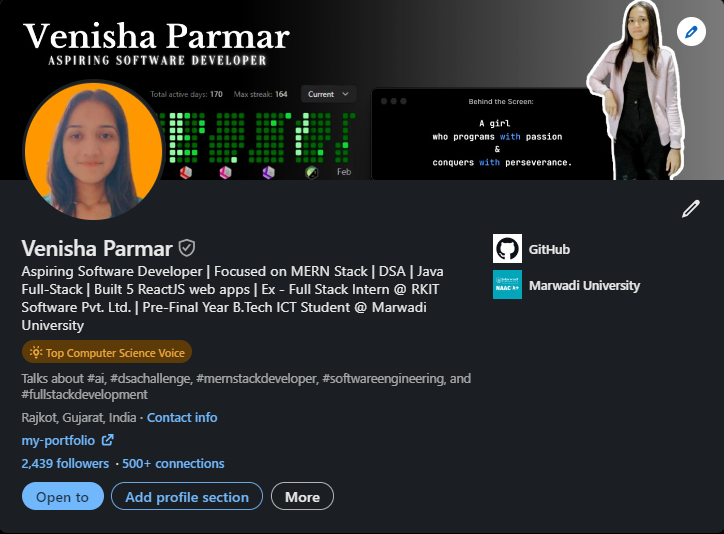 Venisha Parmar
ASPIRING SOFTWARE DEVELOPER
Total active days: 170 Max streak: 164 Current
Feb
Behind the Screen:
A girl
who programs with passion
&
conquers with perseverance.
Venisha Parmar
Aspiring Software Developer | Focused on MERN Stack | DSA | Java
Full-Stack | Built 5 ReactJS web apps | Ex - Full Stack Intern @ RKIT
Software Pvt. Ltd. | Pre-Final Year B.Tech ICT Student @ Marwadi
University
Top Computer Science Voice
Talks about #ai, #dsachallenge, #mernstackdeveloper, #softwareengineering, and
#fullstackdevelopment
Rajkot, Gujarat, India · Contact info
my-portfolio
2,439 followers · 500+ connections
Open to
Add profile section
More
GitHub
NAAC A+
Marwadi University